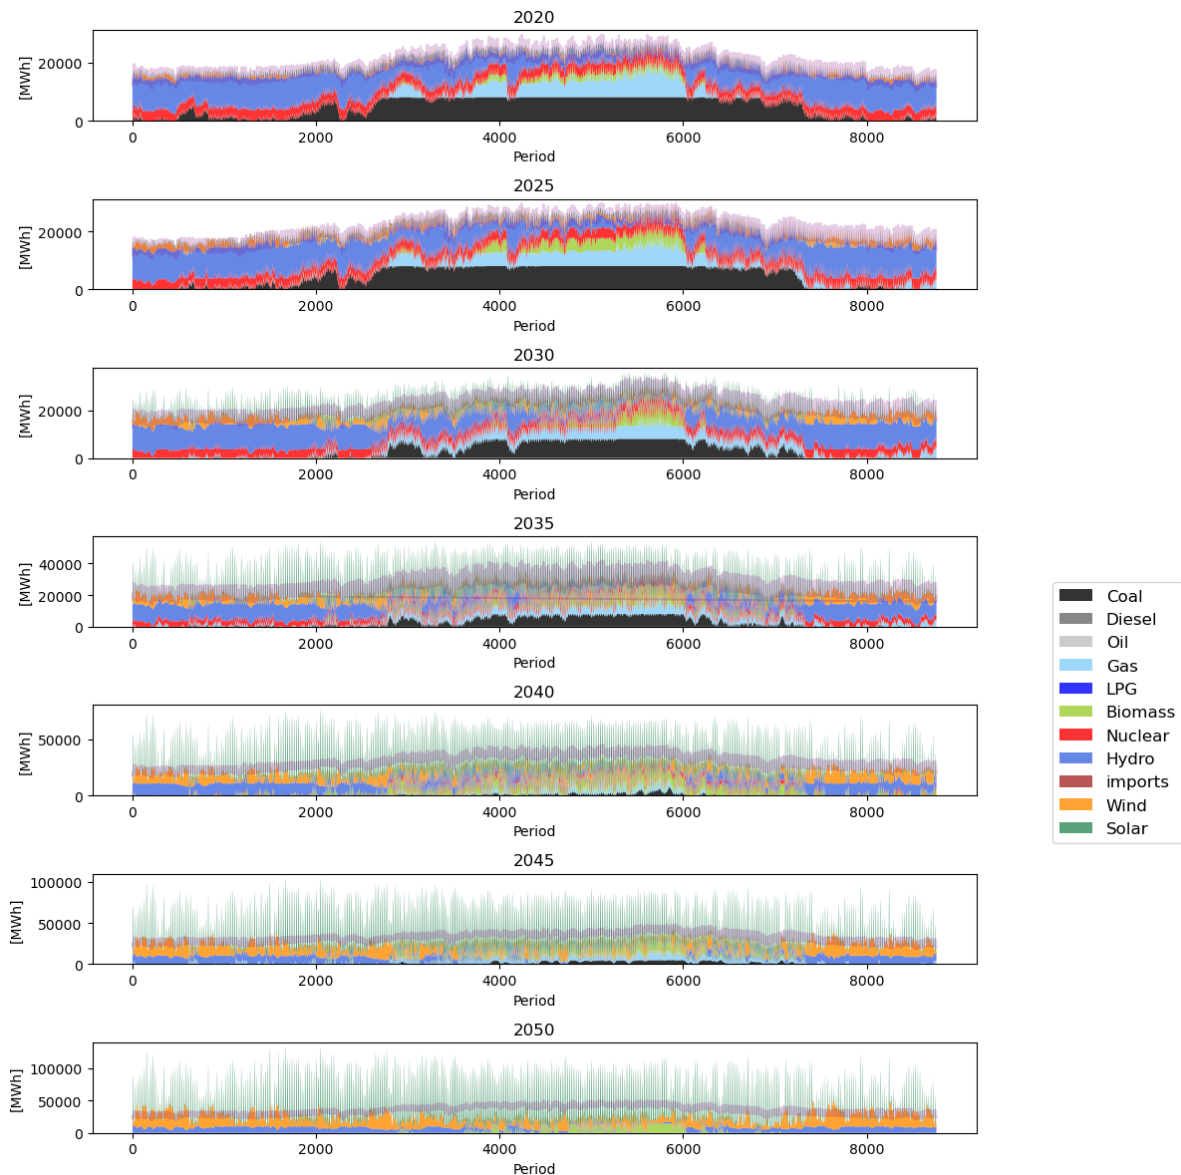 2020
20000
0
[MWh]
0 2000 4000 6000 8000
Period
2025
20000
0
[MWh]
0 2000 4000 6000 8000
Period
2030
20000
0
[MWh]
0 2000 4000 6000 8000
Period
2035
40000
20000
0
[MWh]
0 2000 4000 6000 8000
Period
2040
50000
0
[MWh]
0 2000 4000 6000 8000
Period
2045
100000
50000
0
[MWh]
0 2000 4000 6000 8000
Period
2050
100000
50000
0
[MWh]
0 2000 4000 6000 8000
Period
Coal
Diesel
Oil
Gas
LPG
Biomass
Nuclear
Hydro
imports
Wind
Solar